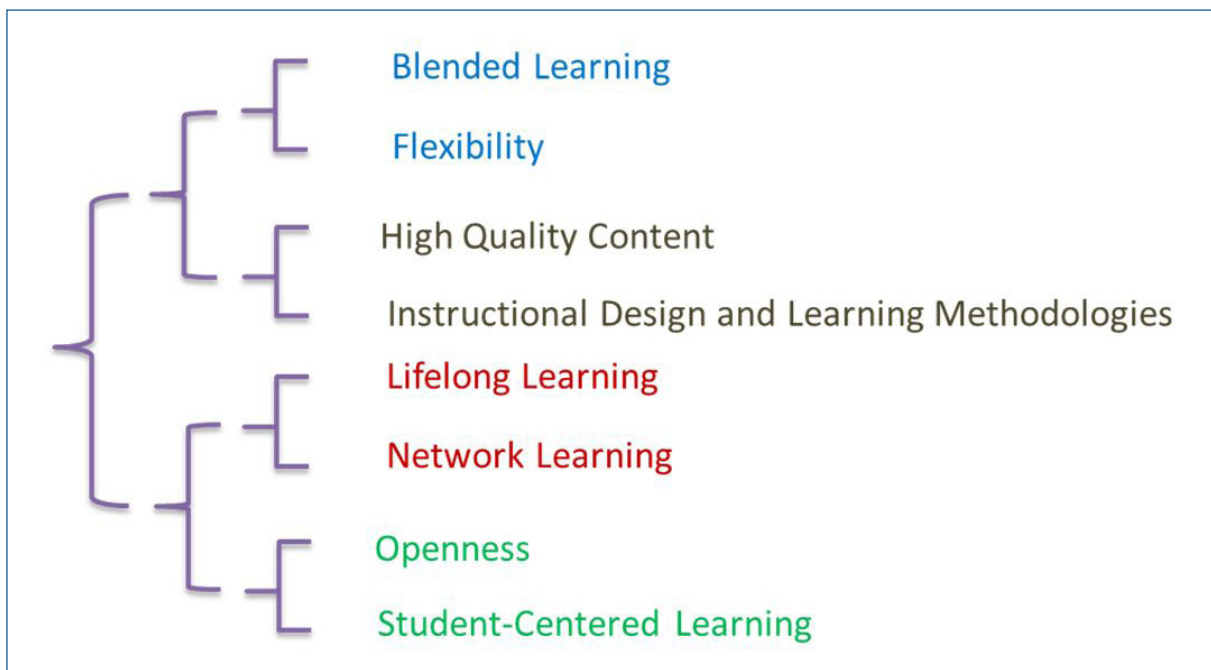 Blended Learning
Flexibility
High Quality Content
Instructional Design and Learning Methodologies
Lifelong Learning
Network Learning
Openness
Student-Centered Learning